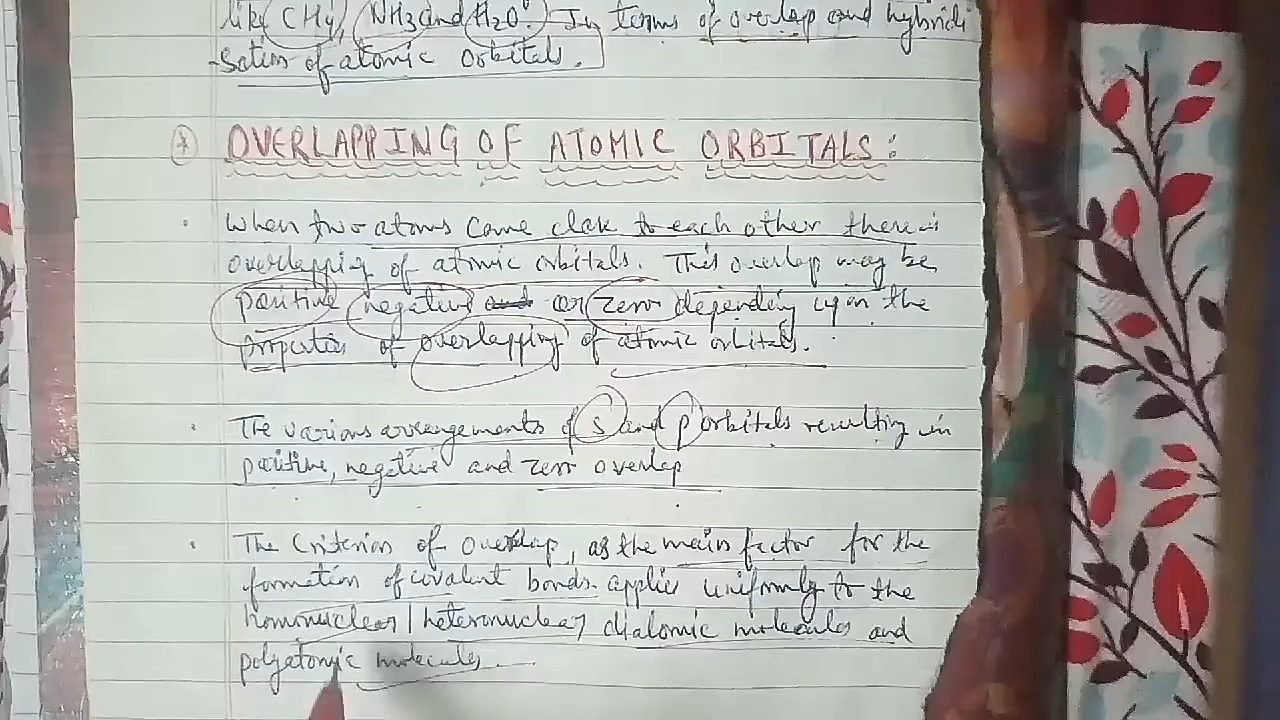 like CH4, NH3 and H2O. In terms of overlap and hybridi
-sation of atomic orbitals.
* OVERLAPPING OF ATOMIC ORBITALS:
• When two atoms come close to each other there is
overlapping of atomic orbitals. This overlap may be
positive negative and or zero depending upon the
properties of overlapping of atomic orbitals.
• The various arrangements of s and p orbitals resulting in
positive, negative and zero overlap
• The Criterion of overlap, as the main factor for the
formation of covalent bonds applies uniformly to the
homonuclear/heteronuclear diatomic molecules and
polyatomic molecules.